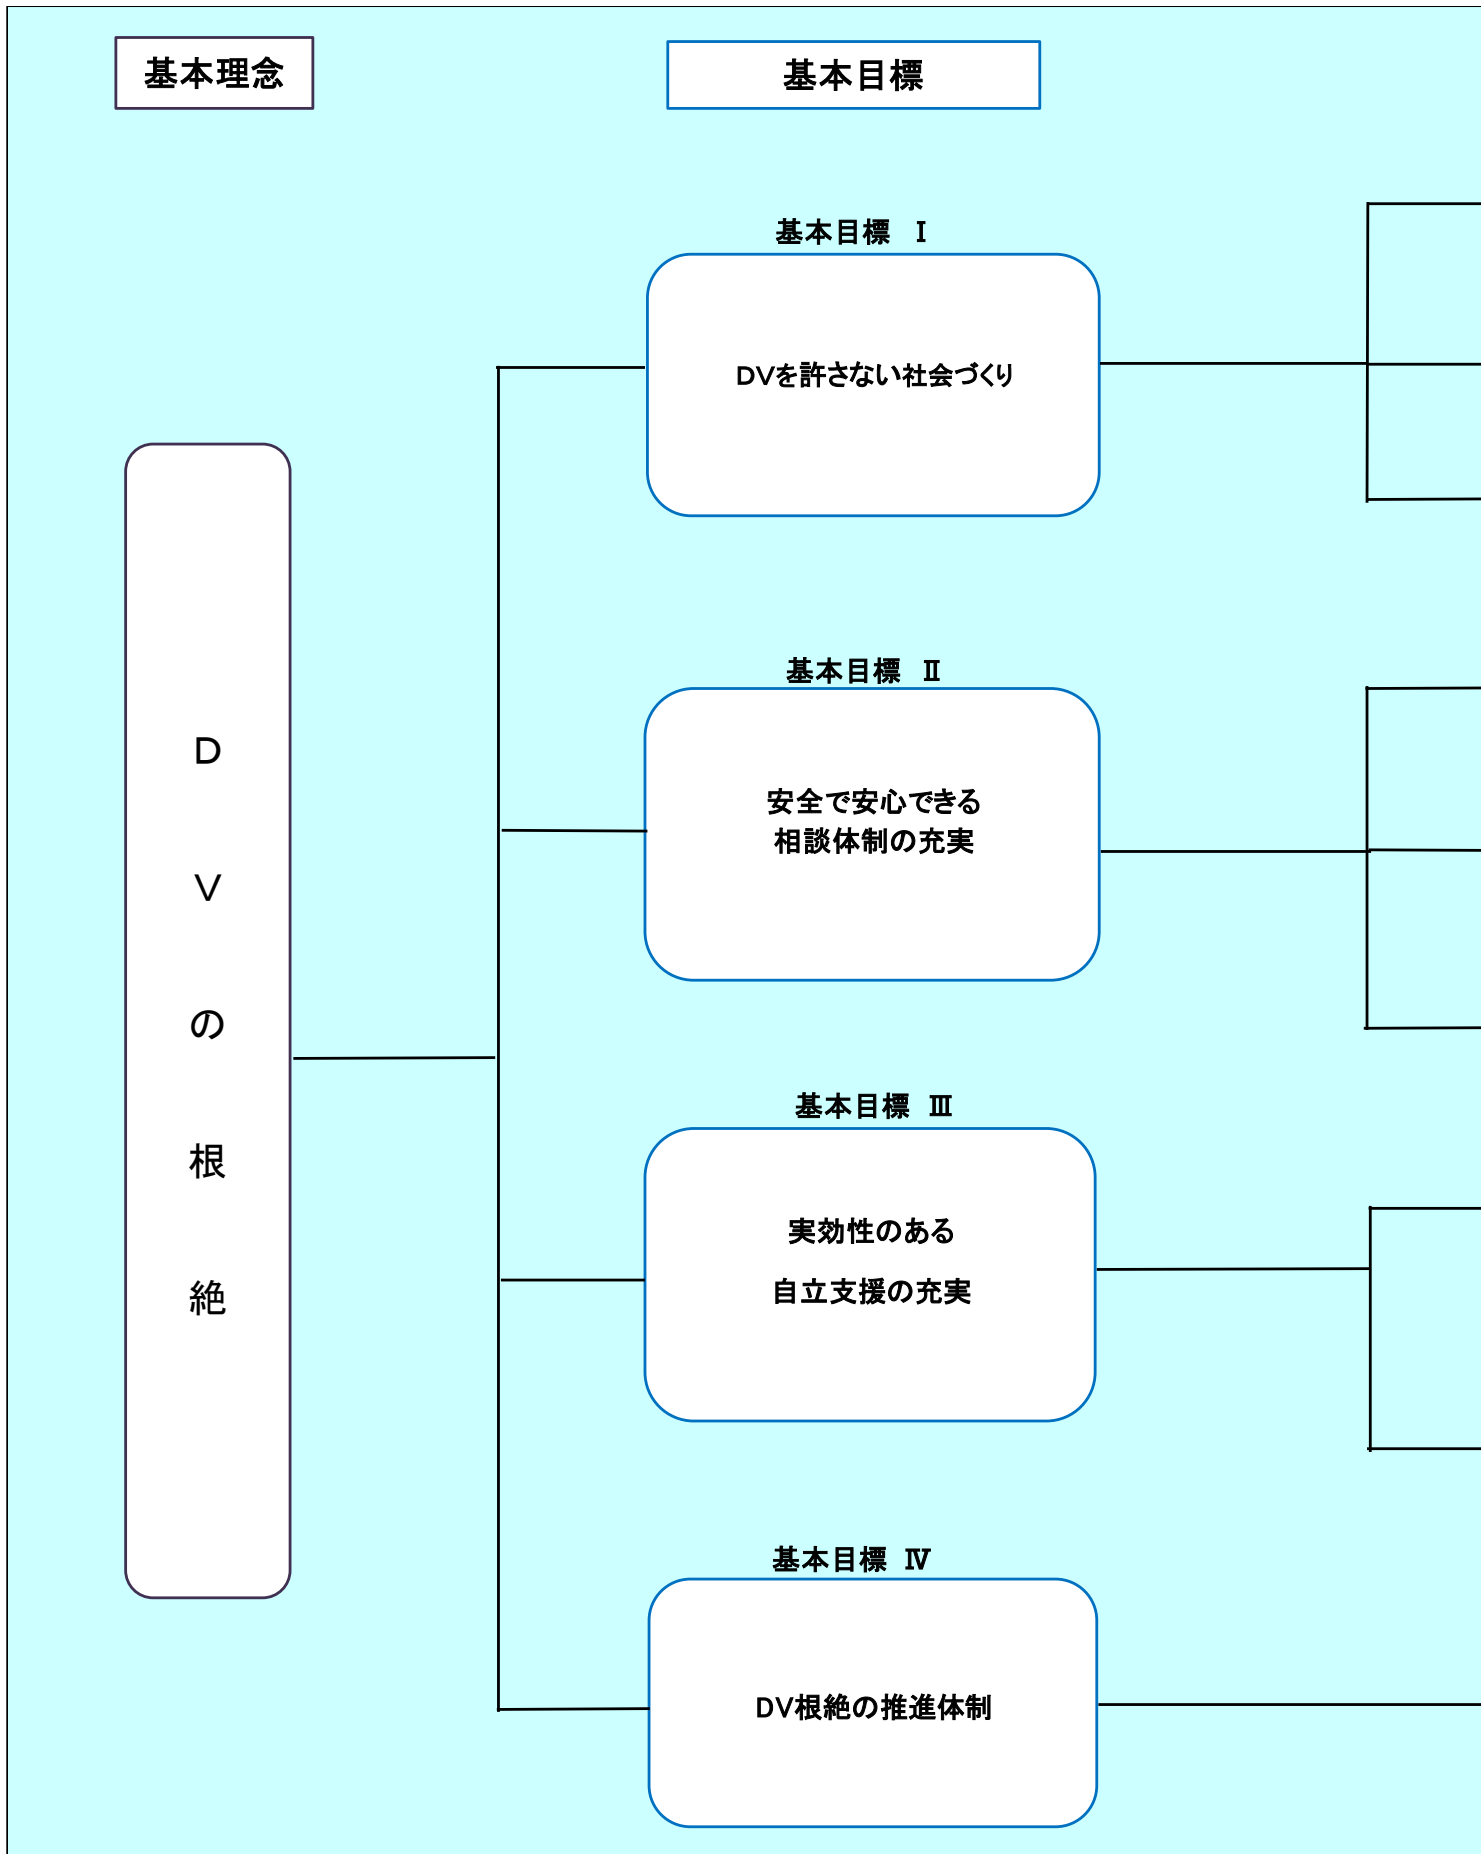 基本理念
基本目標
基本目標 Ⅰ
DVを許さない社会づくり
基本目標 Ⅱ
安全で安心できる
相談体制の充実
DVの根絶
基本目標 Ⅲ
実効性のある
自立支援の充実
基本目標 Ⅳ
DV根絶の推進体制